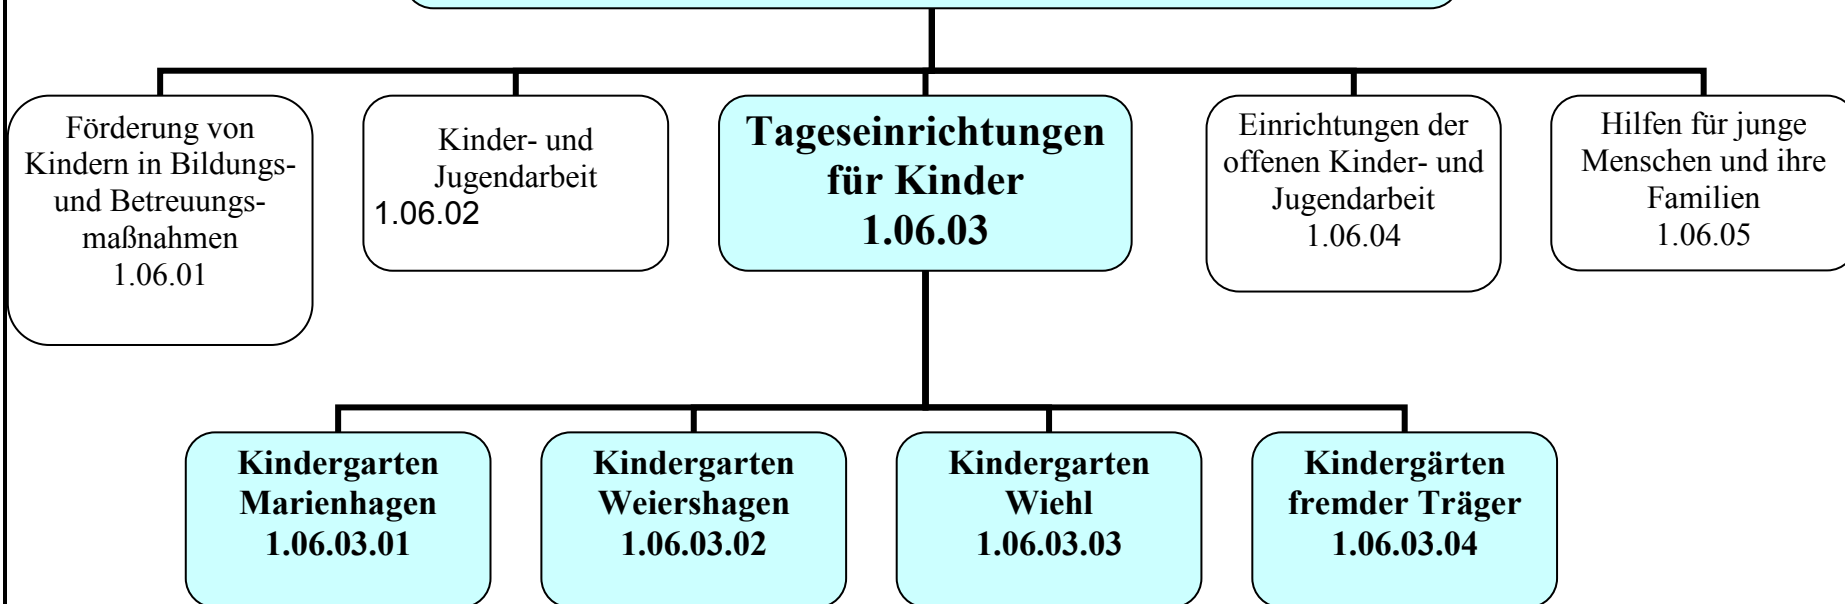 Förderung von
Kindern in Bildungs-
und Betreuungs-
maßnahmen
1.06.01
Kinder- und
Jugendarbeit
1.06.02
Tageseinrichtungen
für Kinder
1.06.03
Einrichtungen der
offenen Kinder- und
Jugendarbeit
1.06.04
Hilfen für junge
Menschen und ihre
Familien
1.06.05
Kindergarten
Marienhagen
1.06.03.01
Kindergarten
Weiershagen
1.06.03.02
Kindergarten
Wiehl
1.06.03.03
Kindergärten
fremder Träger
1.06.03.04